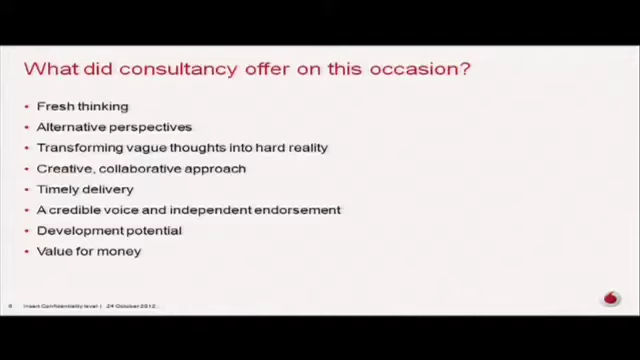 What did consultancy offer on this occasion?
• Fresh thinking
• Alternative perspectives
• Transforming vague thoughts into hard reality
• Creative, collaborative approach
• Timely delivery
• A credible voice and independent endorsement
• Development potential
• Value for money
Insert Confidentiality level | 24 October 2012